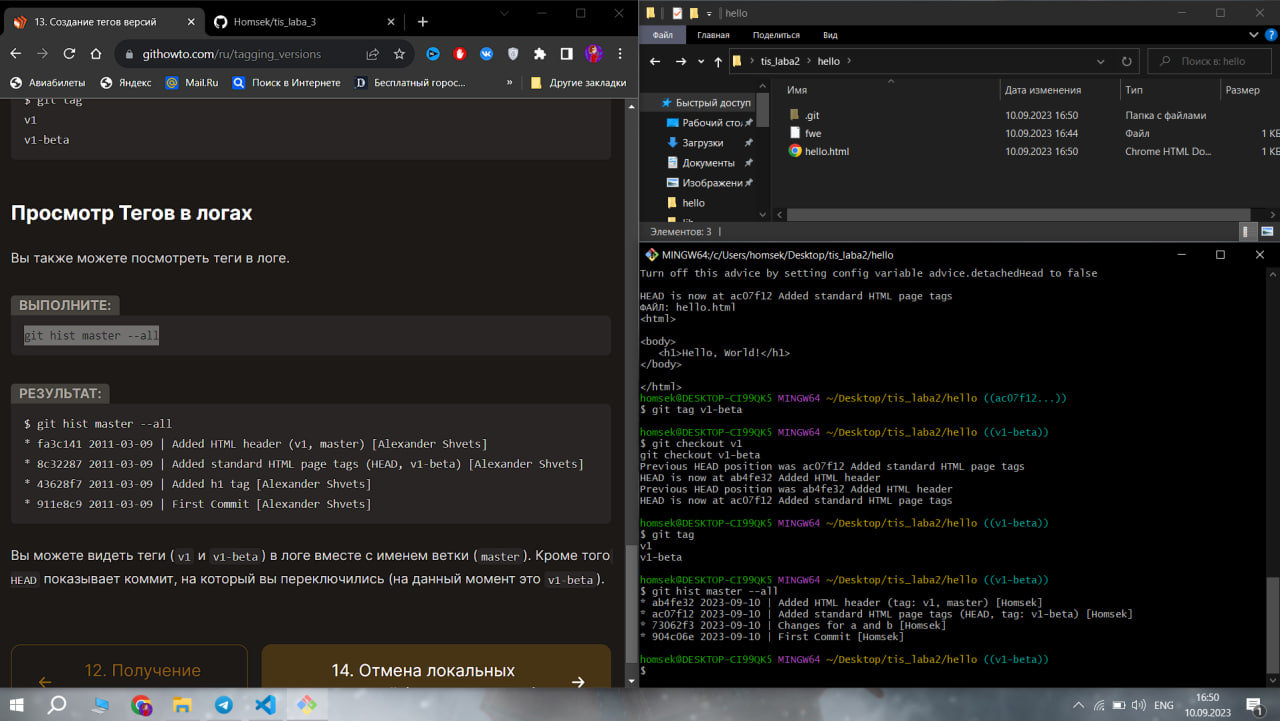 13. Создание тегов версий
Homsek/tis_laba_3
githowto.com/ru/tagging_versions
Авиабилеты
Яндекс
Mail.Ru
Поиск в Интернете
Бесплатный горос...
»
Другие закладки
$ git tag
v1
v1-beta
Просмотр Тегов в логах
Вы также можете посмотреть теги в логе.
ВЫПОЛНИТЕ:
git hist master --all
РЕЗУЛЬТАТ:
$ git hist master --all
* fa3c141 2011-03-09 | Added HTML header (v1, master) [Alexander Shvets]
* 8c32287 2011-03-09 | Added standard HTML page tags (HEAD, v1-beta) [Alexander Shvets]
* 43628f7 2011-03-09 | Added h1 tag [Alexander Shvets]
* 911e8c9 2011-03-09 | First Commit [Alexander Shvets]
Вы можете видеть теги (v1 и v1-beta) в логе вместе с именем ветки (master). Кроме того
HEAD показывает коммит, на который вы переключились (на данный момент это v1-beta).
12. Получение
14. Отмена локальных
hello
Файл
Главная
Поделиться
Вид
tis_laba2
hello
Поиск в: hello
Быстрый доступ
Рабочий сто.
Загрузки
Документы
Изображени
hello
Имя
Дата изменения
Тип
Размер
.git
10.09.2023 16:50
Папка с файлами
fwe
10.09.2023 16:44
Файл
1 КБ
hello.html
10.09.2023 16:50
Chrome HTML Do...
1 КБ
Элементов: 3
MINGW64:/c/Users/homsek/Desktop/tis_laba2/hello
Turn off this advice by setting config variable advice.detachedHead to false
HEAD is now at ac07f12 Added standard HTML page tags
ФАЙЛ: hello.html
<html>
<body>
<h1>Hello, World!</h1>
</body>
</html>
homsek@DESKTOP-CI99QK5 MINGW64 ~/Desktop/tis_laba2/hello ((ac07f12...))
$ git tag v1-beta
homsek@DESKTOP-CI99QK5 MINGW64 ~/Desktop/tis_laba2/hello ((v1-beta))
$ git checkout v1
git checkout v1-beta
Previous HEAD position was ac07f12 Added standard HTML page tags
HEAD is now at ab4fe32 Added HTML header
Previous HEAD position was ab4fe32 Added HTML header
HEAD is now at ac07f12 Added standard HTML page tags
homsek@DESKTOP-CI99QK5 MINGW64 ~/Desktop/tis_laba2/hello ((v1-beta))
$ git tag
v1
v1-beta
homsek@DESKTOP-CI99QK5 MINGW64 ~/Desktop/tis_laba2/hello ((v1-beta))
$ git hist master --all
* ab4fe32 2023-09-10 | Added HTML header (tag: v1, master) [Homsek]
* ac07f12 2023-09-10 | Added standard HTML page tags (HEAD, tag: v1-beta) [Homsek]
* 73062f3 2023-09-10 | Changes for a and b [Homsek]
* 904c06e 2023-09-10 | First Commit [Homsek]
homsek@DESKTOP-CI99QK5 MINGW64 ~/Desktop/tis_laba2/hello ((v1-beta))
$
ENG
16:50
10.09.2023
1